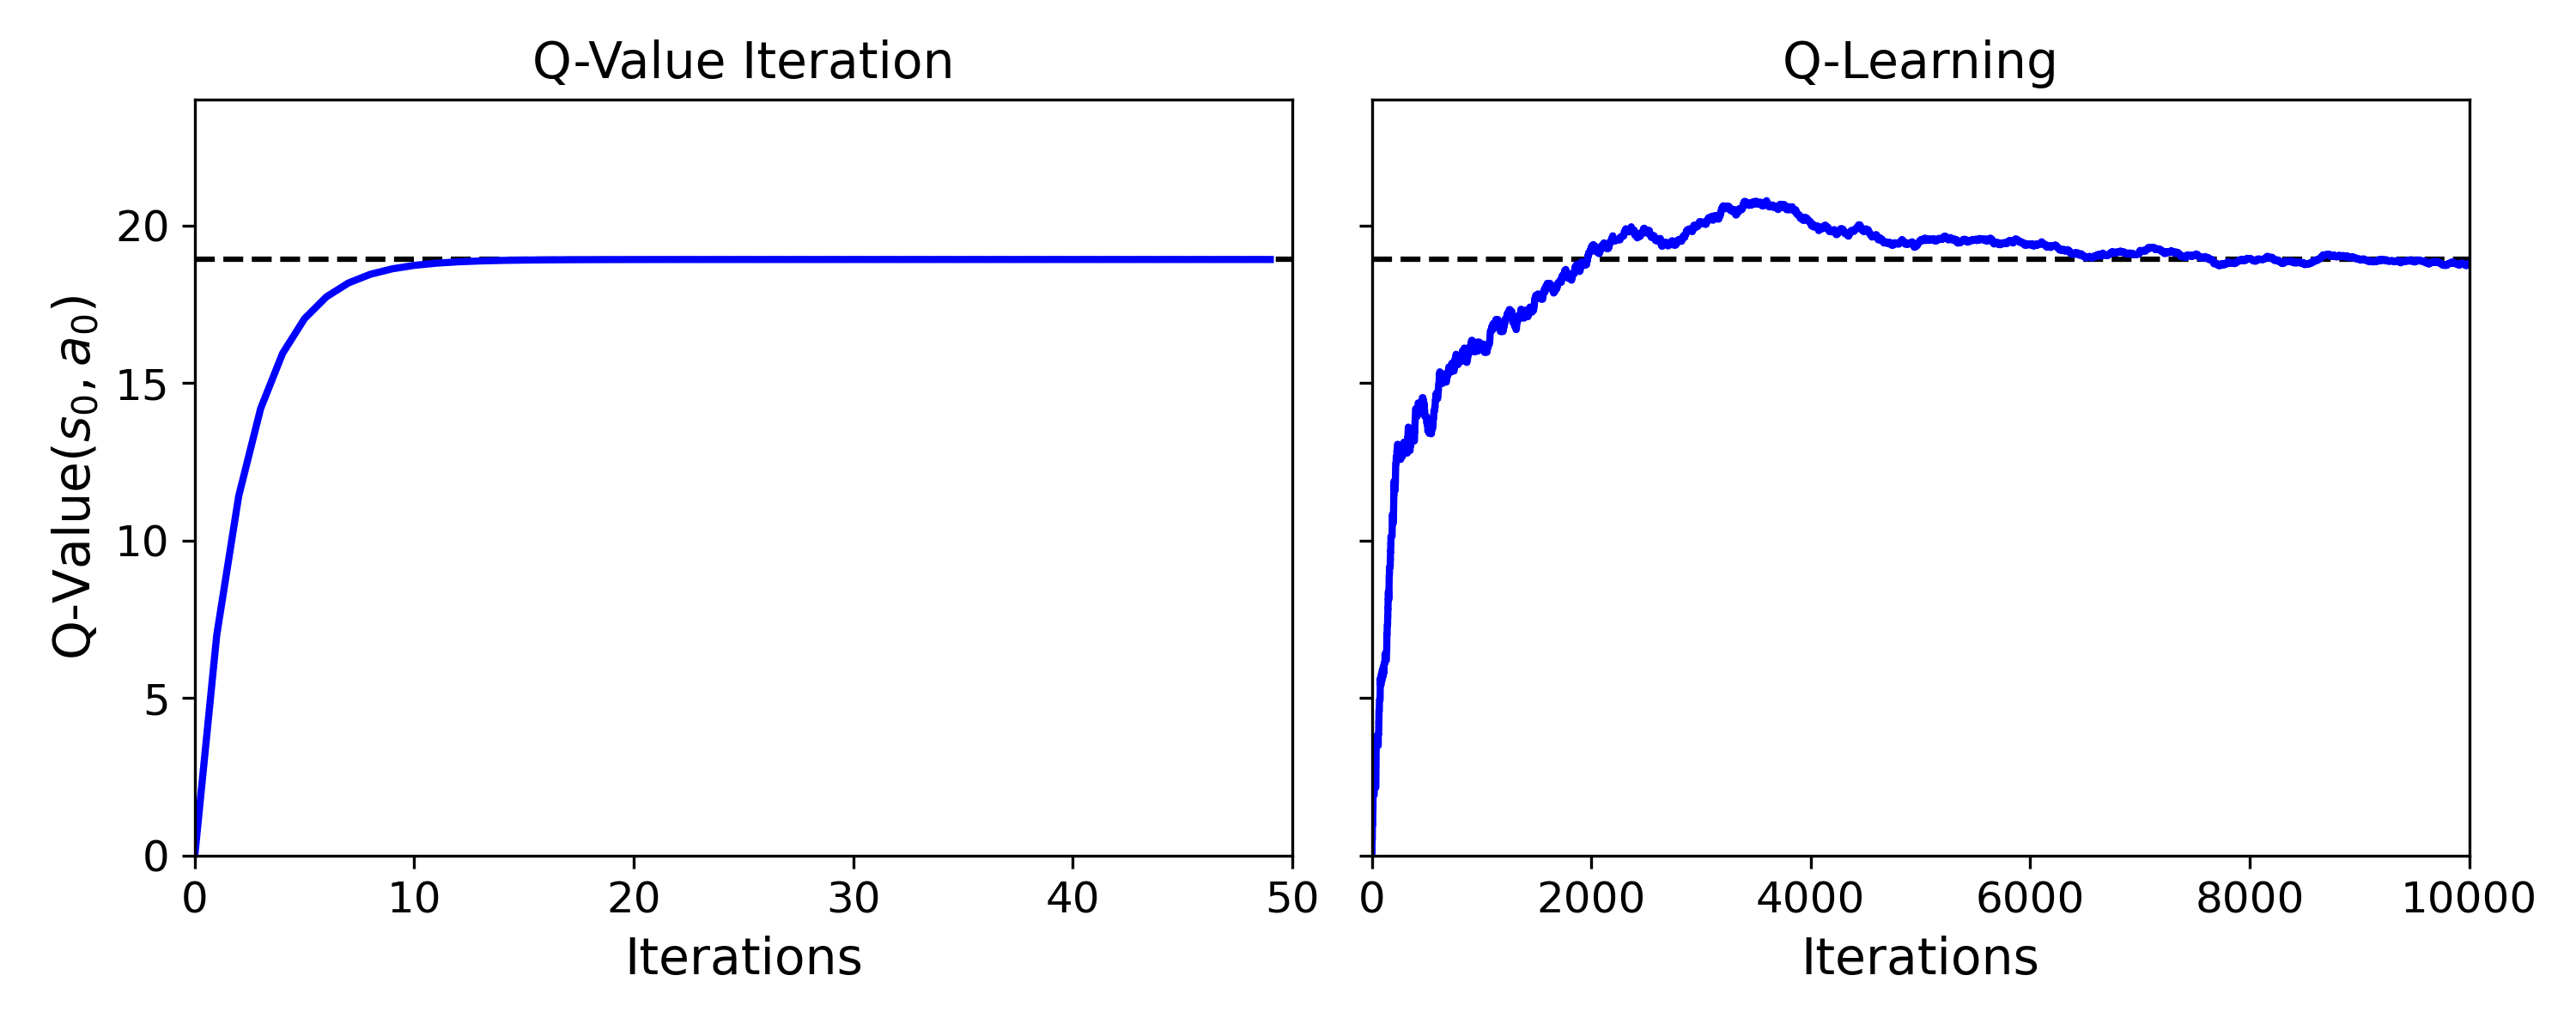 Q-Value Iteration
Q-Learning
Q-Value(s₀, a₀)
20
15
10
5
0
0 10 20 30 40 50
0 2000 4000 6000 8000 10000
Iterations
Iterations